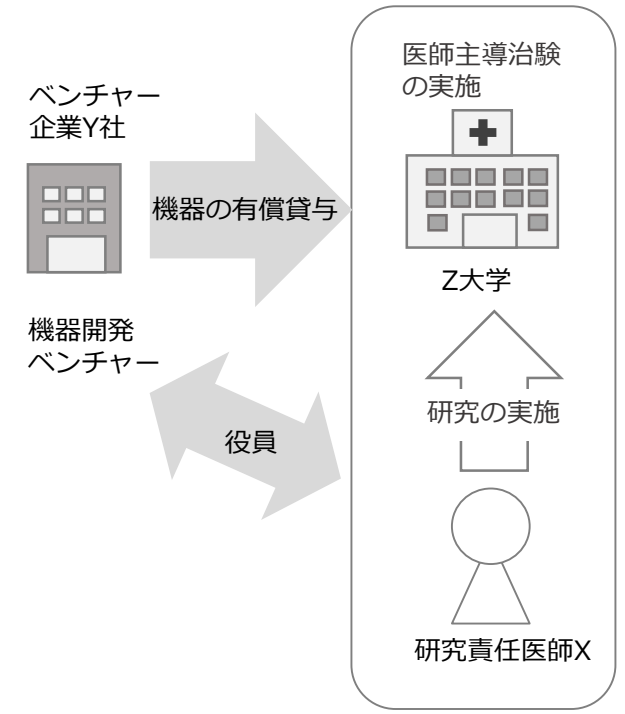 医師主導治験
の実施
ベンチャー
企業Y社
機器の有償貸与
Z大学
機器開発
ベンチャー
役員
研究の実施
研究責任医師X